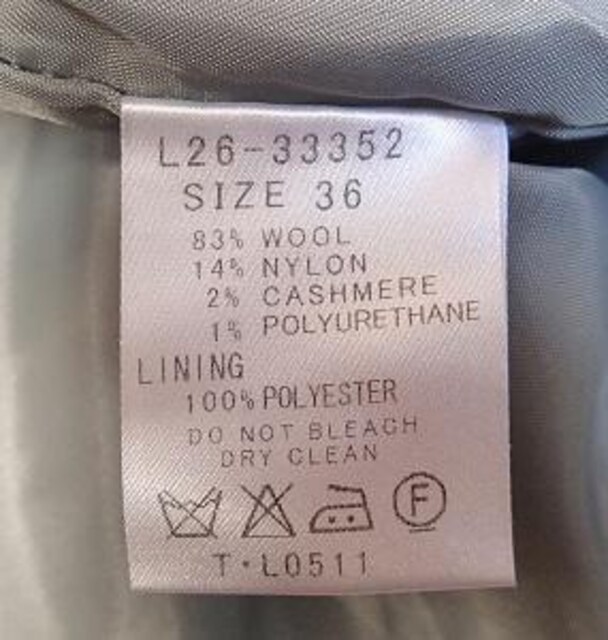 L26-33352
SIZE 36
83% WOOL
14% NYLON
2% CASHMERE
1% POLYURETHANE
LINING
100% POLYESTER
DO NOT BLEACH
DRY CLEAN
F
T・L0511